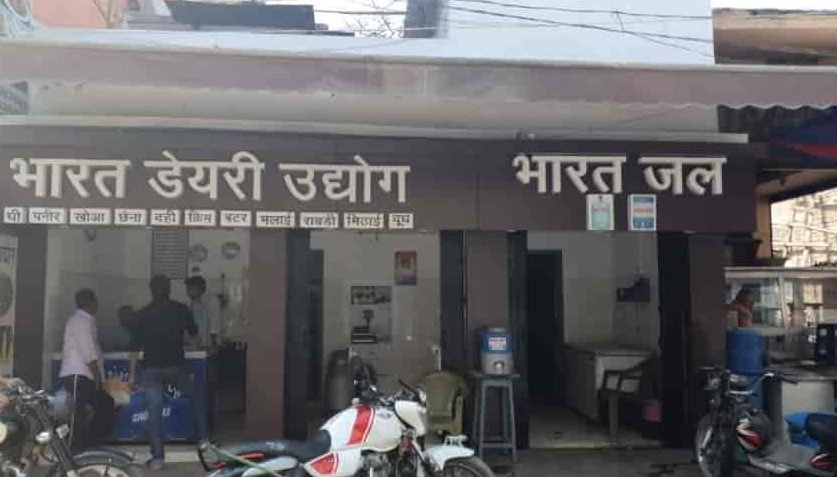 भारत डेयरी उद्योग
घी पनीर खोआ छेना दही क्रिम बटर मलाई राबडी मिठाई दूध
भारत जल